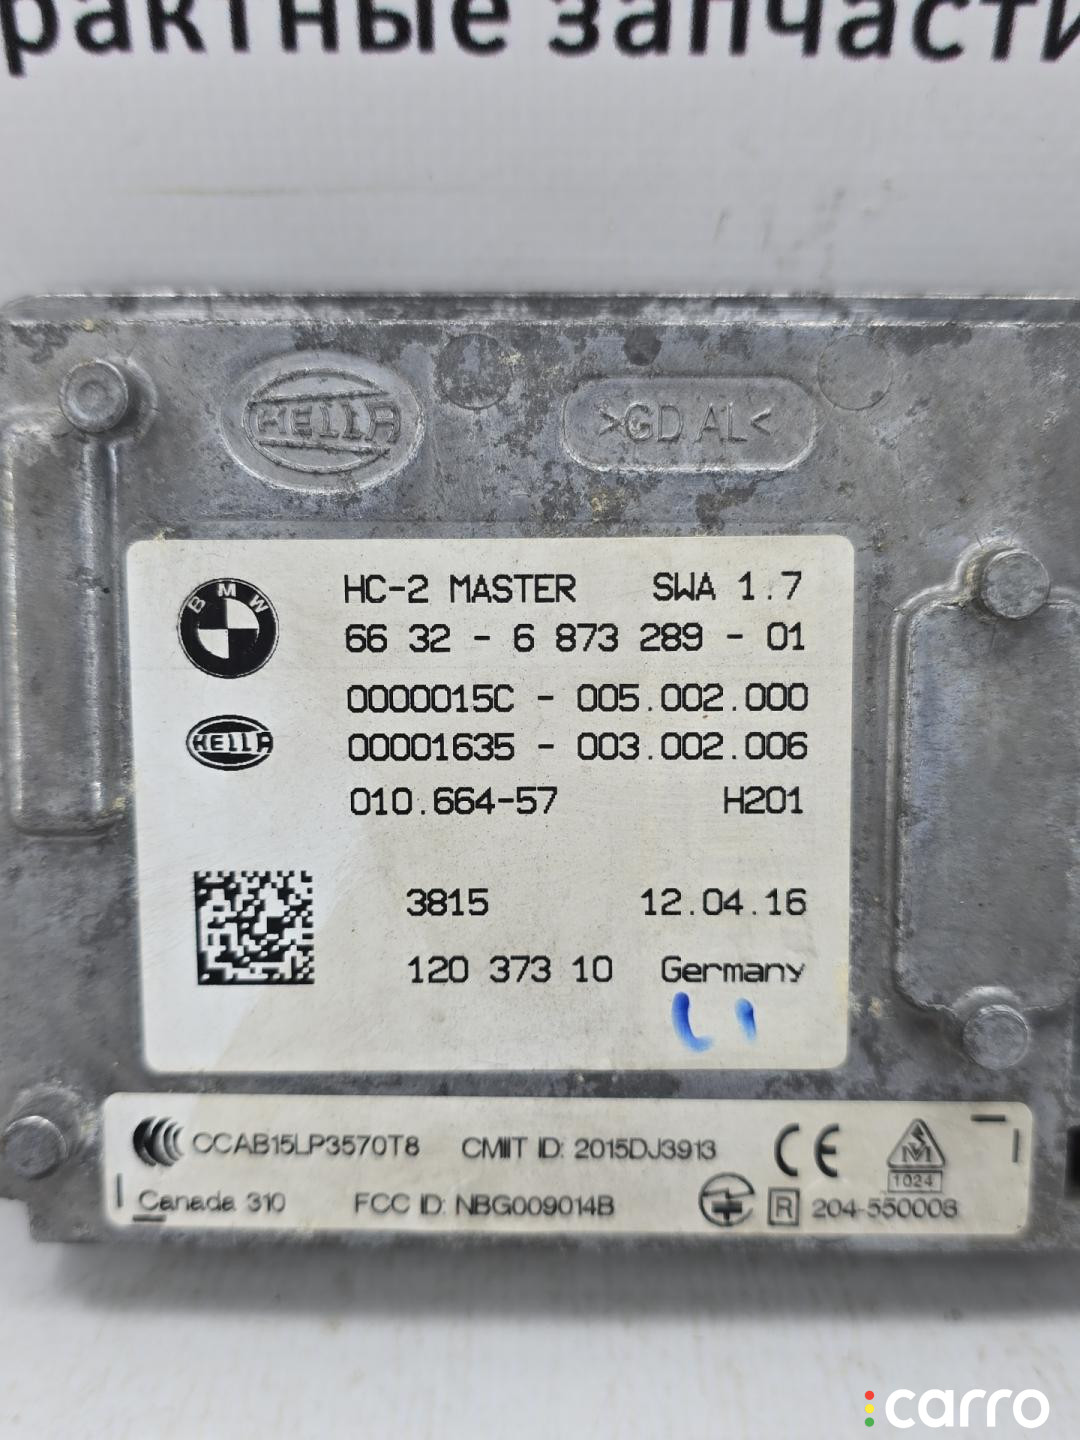 рактные запчасти
HELLA
>GD AL<
BMW
HC-2 MASTER SWA 1.7
66 32 - 6 873 289 - 01
0000015C - 005.002.000
HELLA
00001635 - 003.002.006
010.664-57 H201
3815 12.04.16
120 373 10 Germany
CCAB15LP3570T8 CMIIT ID: 2015DJ3913 CE
1024
Canada 310 FCC ID: NBG009014B R 204-550008
carro